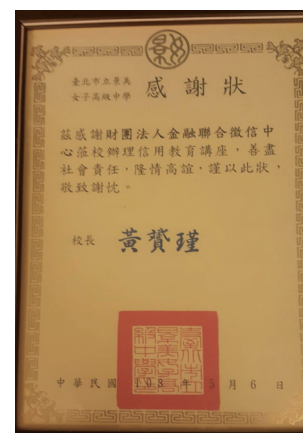 臺北市立景美
女子高級中學
感謝狀
茲感謝財團法人金融聯合徵信中
心蒞校辦理信用教育講座，善盡
社會責任，隆情高誼，謹以此狀，
敬致謝忱。
校長 黃贇瑾
中華民國 108 年 5 月 6 日